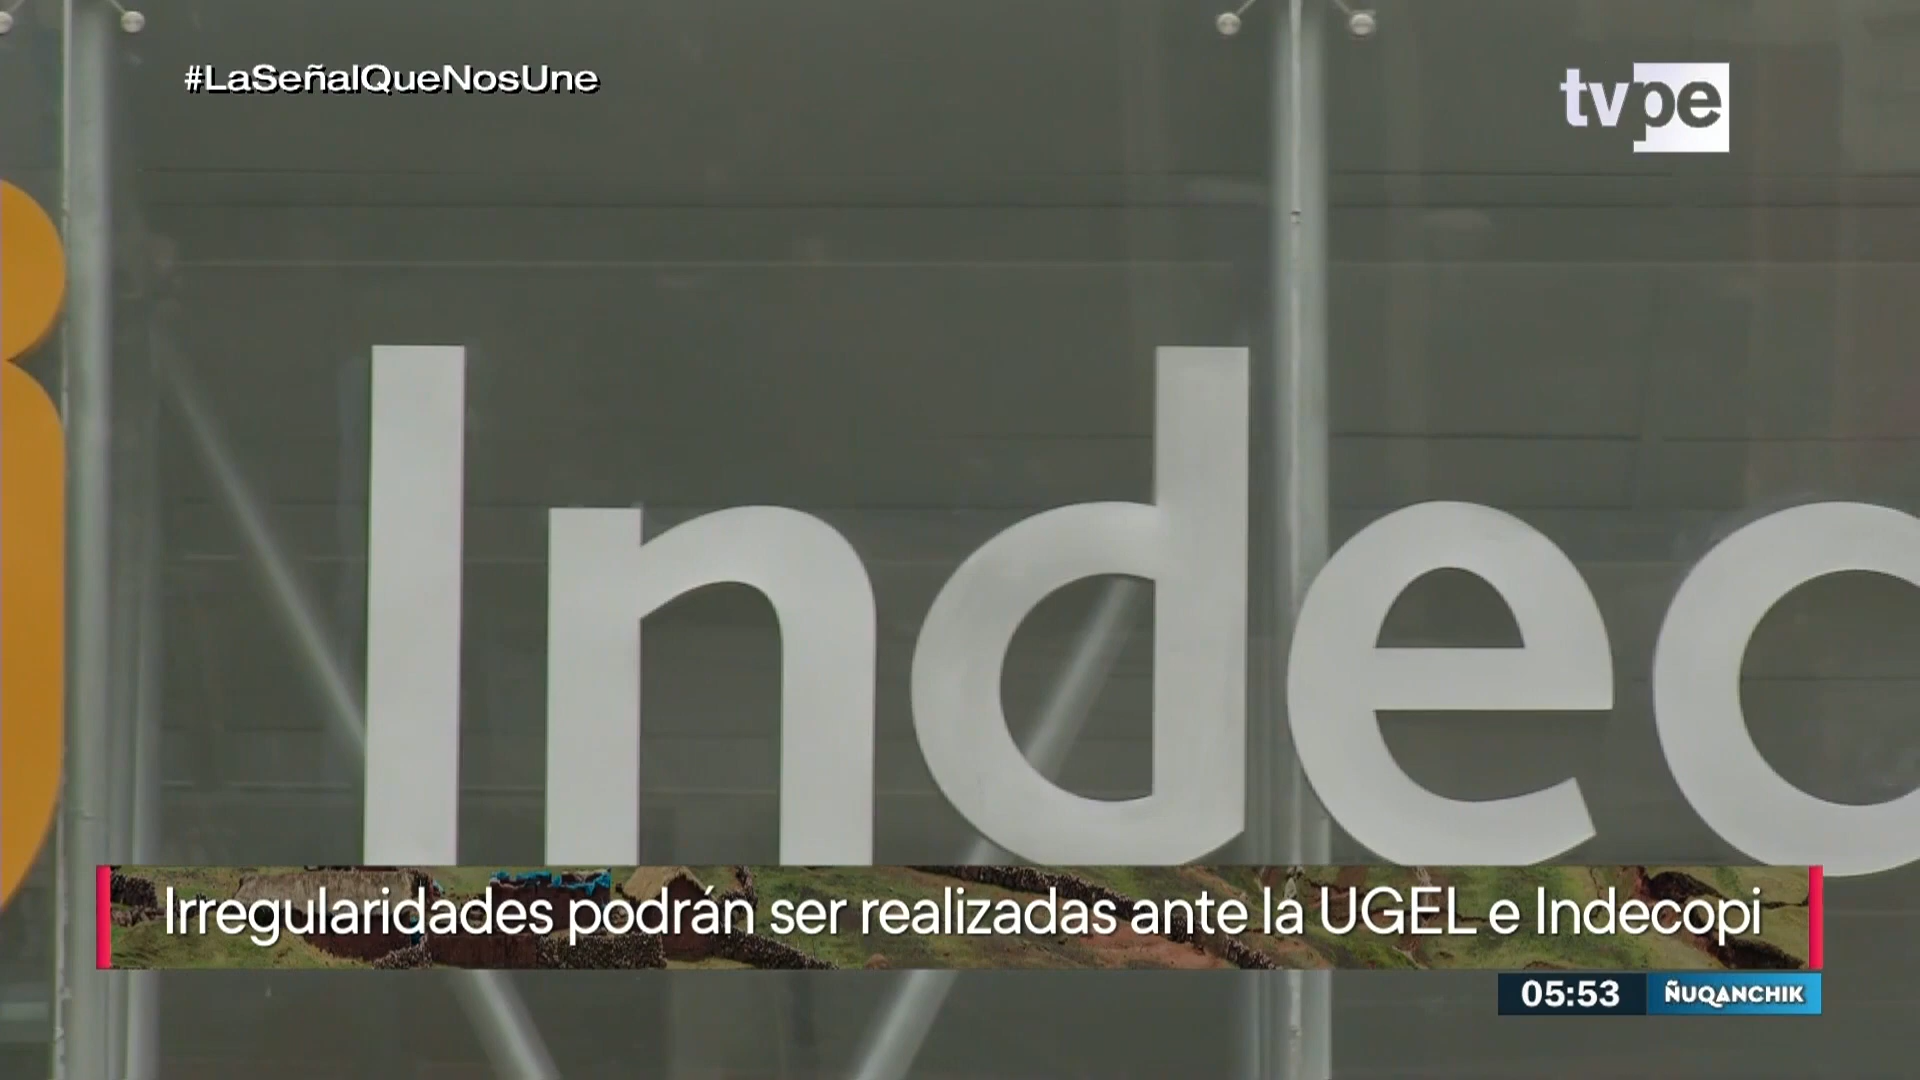 #LaSeñalQueNosUne
tvpe
Indec
Irregularidades podrán ser realizadas ante la UGEL e Indecopi
05:53 ÑUQANCHIK